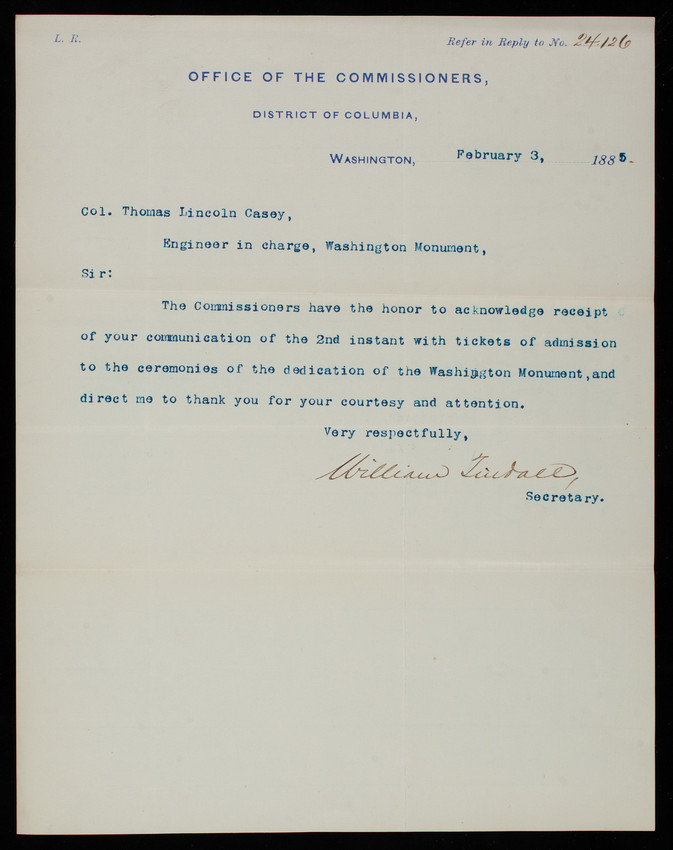 L. R.
Refer in Reply to No. 24.126
OFFICE OF THE COMMISSIONERS,
DISTRICT OF COLUMBIA,
WASHINGTON, February 3, 1885.
Col. Thomas Lincoln Casey,
Engineer in charge, Washington Monument,
Sir:
The Commissioners have the honor to acknowledge receipt
of your communication of the 2nd instant with tickets of admission
to the ceremonies of the dedication of the Washington Monument,and
direct me to thank you for your courtesy and attention.
Very respectfully,
William Tindall,
Secretary.